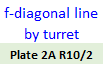 f-diagonal line
by turret
Plate 2A R10/2